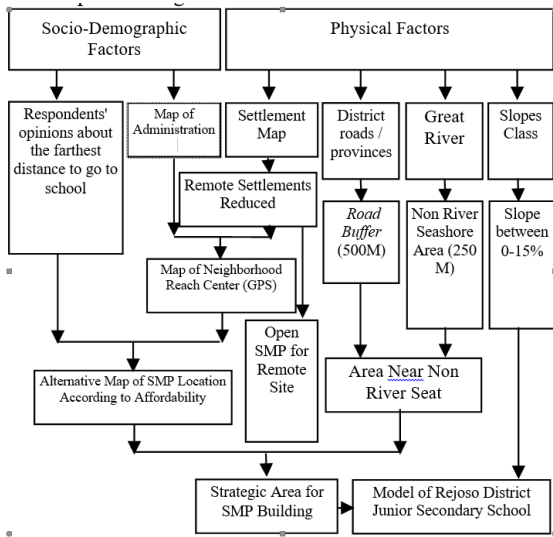 Socio-Demographic
Factors
Physical Factors
Respondents'
opinions about
the farthest
distance to go to
school
Map of
Administration
Settlement
Map
District
roads /
provinces
Great
River
Slopes
Class
Remote Settlements
Reduced
Road
Buffer
(500M)
Non River
Seashore
Area (250
M)
Slope
between
0-15%
Map of Neighborhood
Reach Center (GPS)
Open
SMP for
Remote
Site
Alternative Map of SMP Location
According to Affordability
Area Near Non
River Seat
Strategic Area for
SMP Building
Model of Rejoso District
Junior Secondary School